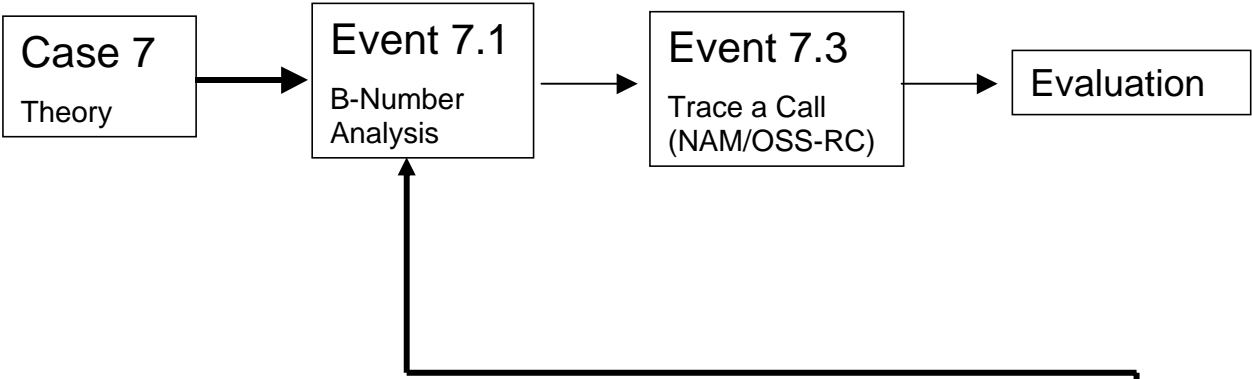 Case 7
Theory
Event 7.1
B-Number
Analysis
Event 7.3
Trace a Call
(NAM/OSS-RC)
Evaluation